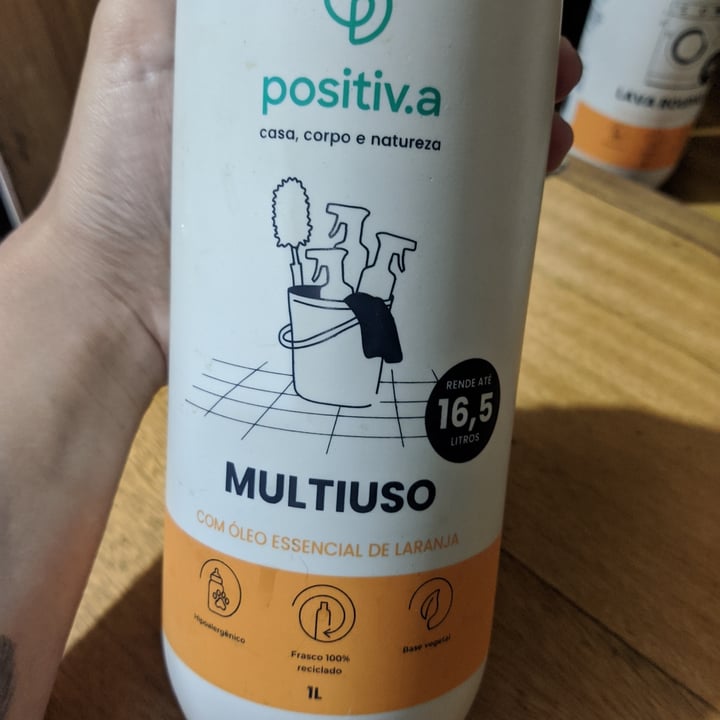 positiv.a
casa, corpo e natureza
RENDE ATÉ
16,5
LITROS
MULTIUSO
COM ÓLEO ESSENCIAL DE LARANJA
Hipoalergênico
Frasco 100%
reciclado
Base vegetal
1L
LAVA